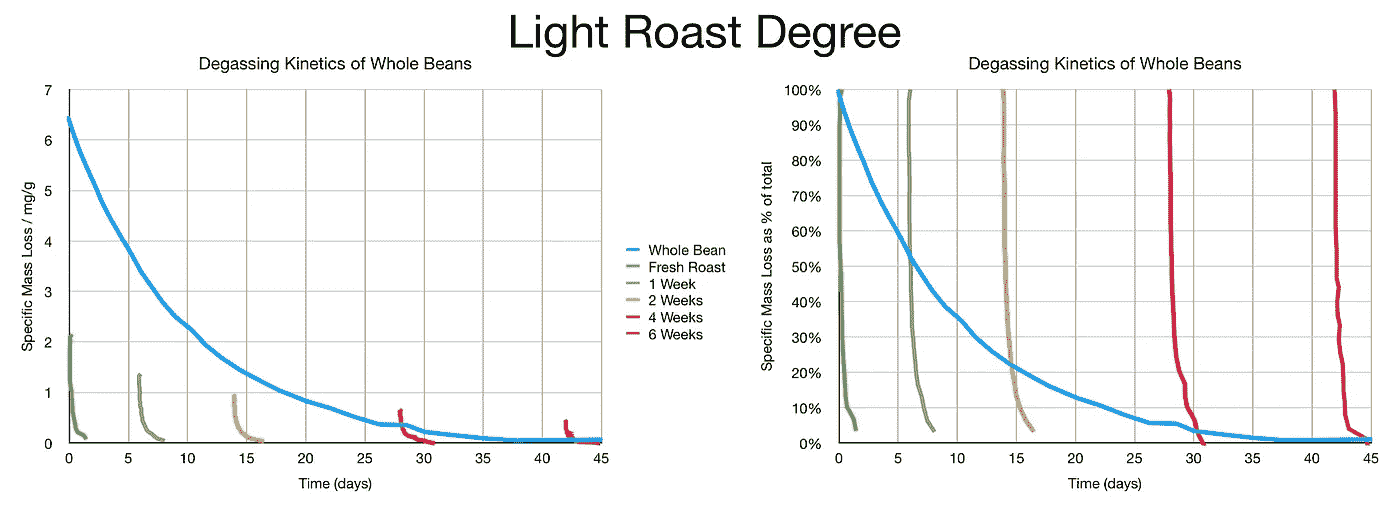 Light Roast Degree
Degassing Kinetics of Whole Beans
Specific Mass Loss / mg/g
7
6
5
4
3
2
1
0
0 5 10 15 20 25 30 35 40 45
Time (days)
Whole Bean
Fresh Roast
1 Week
2 Weeks
4 Weeks
6 Weeks
Degassing Kinetics of Whole Beans
Specific Mass Loss as % of total
100%
90%
80%
70%
60%
50%
40%
30%
20%
10%
0%
0 5 10 15 20 25 30 35 40 45
Time (days)